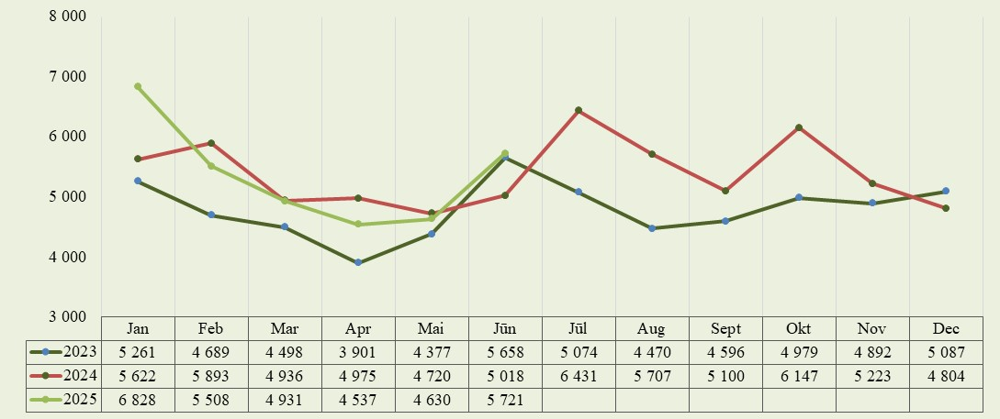 8 000
7 000
6 000
5 000
4 000
3 000
Jan Feb Mar Apr Mai Jūn Jūl Aug Sept Okt Nov Dec
2023 5 261 4 689 4 498 3 901 4 377 5 658 5 074 4 470 4 596 4 979 4 892 5 087
2024 5 622 5 893 4 936 4 975 4 720 5 018 6 431 5 707 5 100 6 147 5 223 4 804
2025 6 828 5 508 4 931 4 537 4 630 5 721